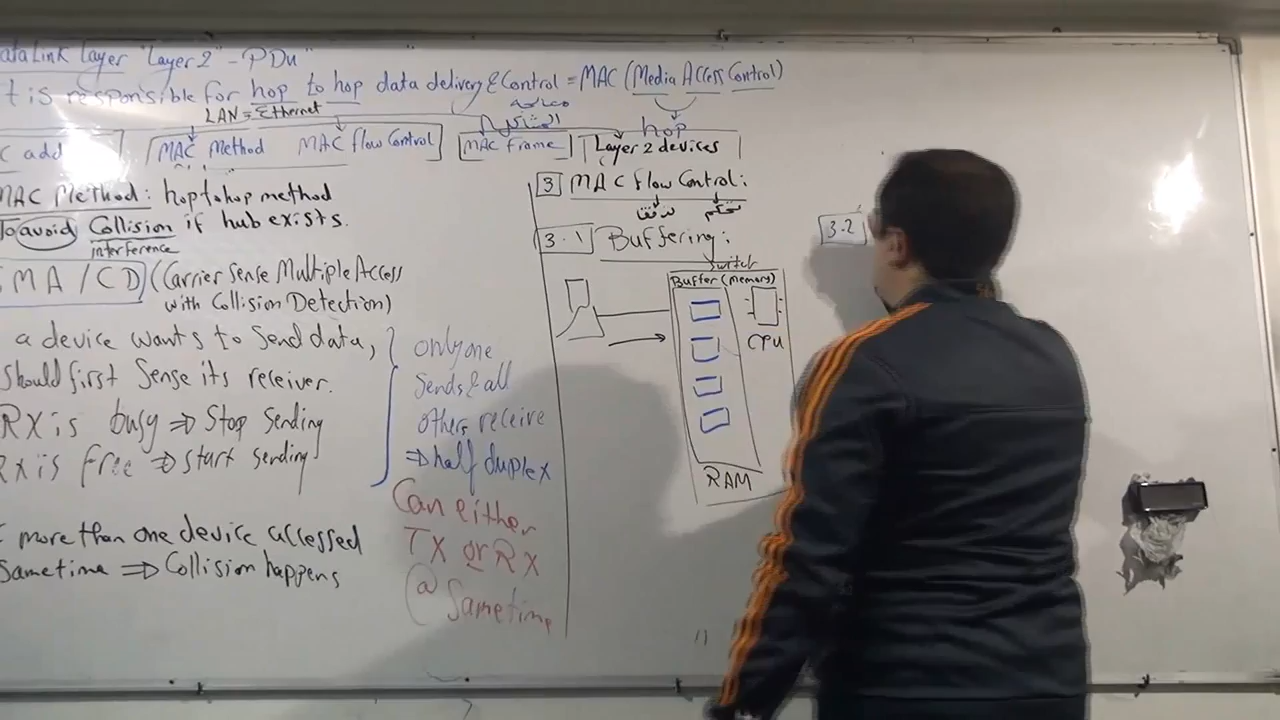 ataLink Layer "Layer 2" - PDu"
t is responsible for hop to hop data delivery & Control = MAC (Media Access Control)
LAN = Ethernet
معالجة
المشاكل
hop
C add
MAC Method
MAC flow Control
MAC Frame
Layer 2 devices
MAC Method: hop to hop method
To avoid Collision if hub exists.
interference
SMA/CD (Carrier Sense Multiple Access
with Collision Detection)
a device wants to send data,
should first Sense its receiver.
RX is busy ⇒ Stop sending
Rx is free ⇒ start sending
only one
sends & all
others receive
⇒ half duplex
Can either
TX or RX
@ Sametime
more than one device accessed
Sametime ⇒ Collision happens
3 MAC Flow Control:
تدفق تحكم
3.1 Buffering:
Switch
Buffer (memory)
CPU
RAM
3.2